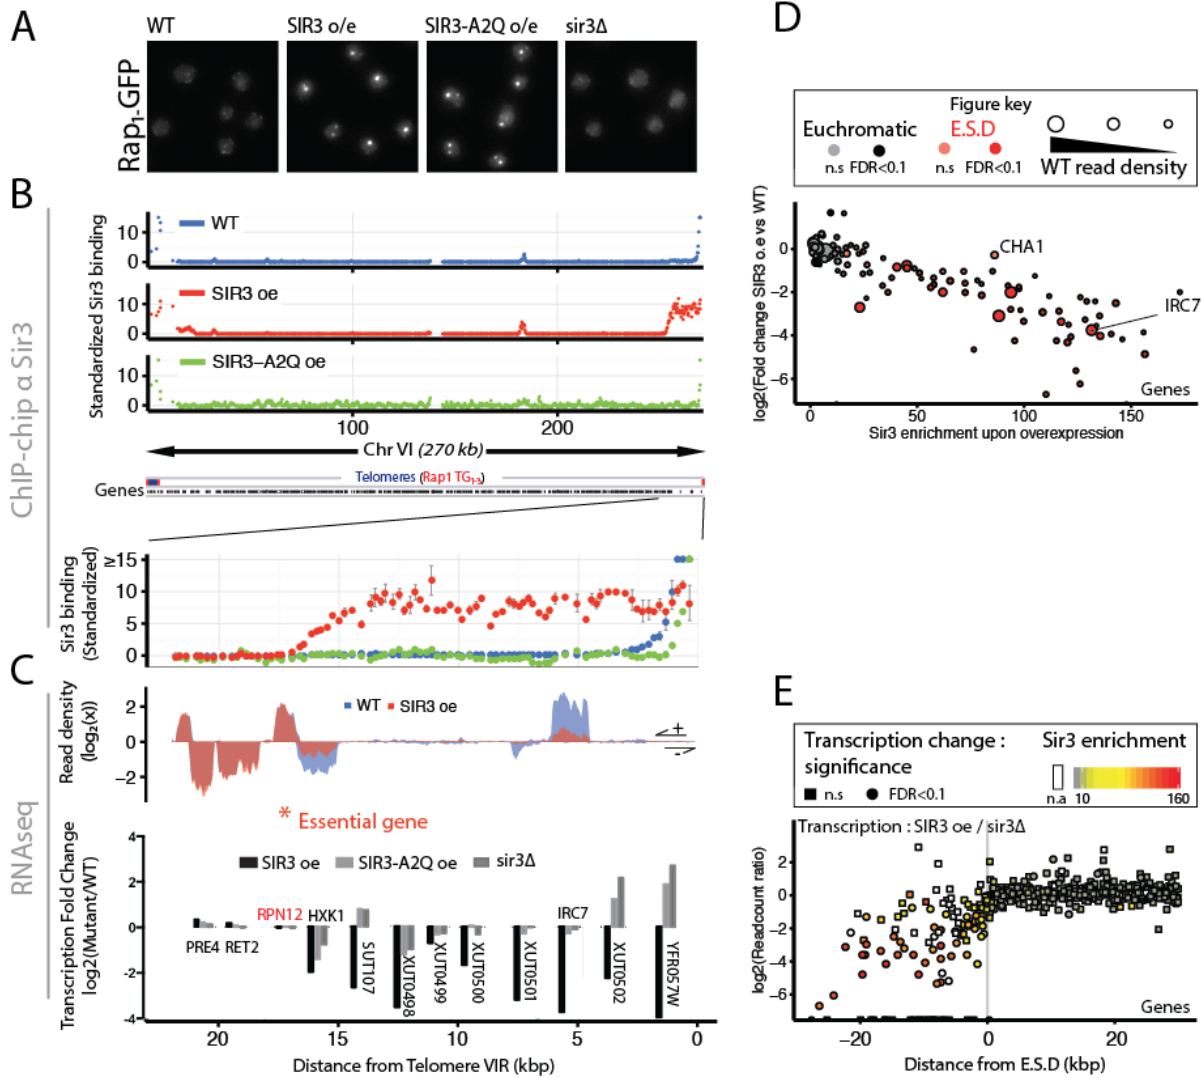 A
WT
SIR3 o/e
SIR3-A2Q o/e
sir3Δ
Rap1-GFP
B
ChIP-chip α Sir3
Standardized Sir3 binding
10
0
WT
10
0
SIR3 oe
10
0
SIR3-A2Q oe
100
200
Chr VI (270 kb)
Telomeres (Rap1 TG1-3)
Genes
Sir3 binding
(Standardized)
≥15
10
5
0
C
RNAseq
Read density
(log2(x))
2
0
-2
WT
SIR3 oe
+
-
* Essential gene
Transcription Fold Change
log2(Mutant/WT)
4
2
0
-2
-4
SIR3 oe
SIR3-A2Q oe
sir3Δ
PRE4
RET2
RPN12
HXK1
SUT107
XUT0498
XUT0499
XUT0500
XUT0501
IRC7
XUT0502
YFR057W
20
15
10
5
0
Distance from Telomere VIR (kbp)
D
Figure key
Euchromatic
E.S.D
n.s
FDR<0.1
n.s
FDR<0.1
WT read density
log2(Fold change SIR3 o.e vs WT)
0
-2
-4
-6
CHA1
IRC7
Genes
0
50
100
150
Sir3 enrichment upon overexpression
E
Transcription change :
significance
n.s
FDR<0.1
Sir3 enrichment
n.a
10
160
Transcription : SIR3 oe / sir3Δ
log2(Readcount ratio)
2
0
-2
-4
-6
Genes
-20
0
20
Distance from E.S.D (kbp)